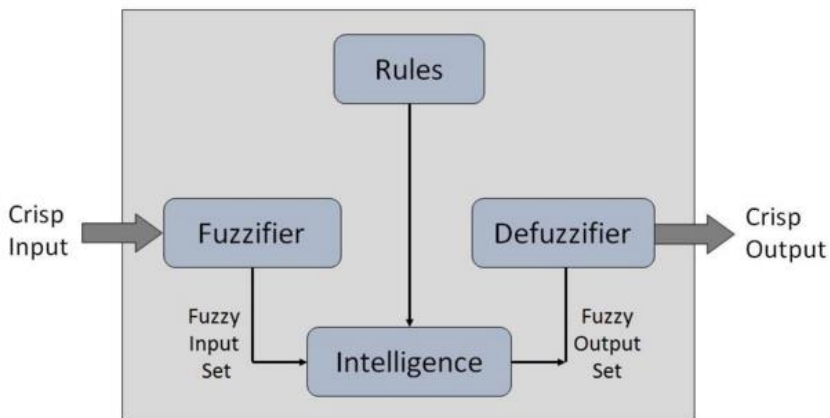 Rules
Crisp
Input
Fuzzifier
Defuzzifier
Crisp
Output
Fuzzy
Input
Set
Intelligence
Fuzzy
Output
Set